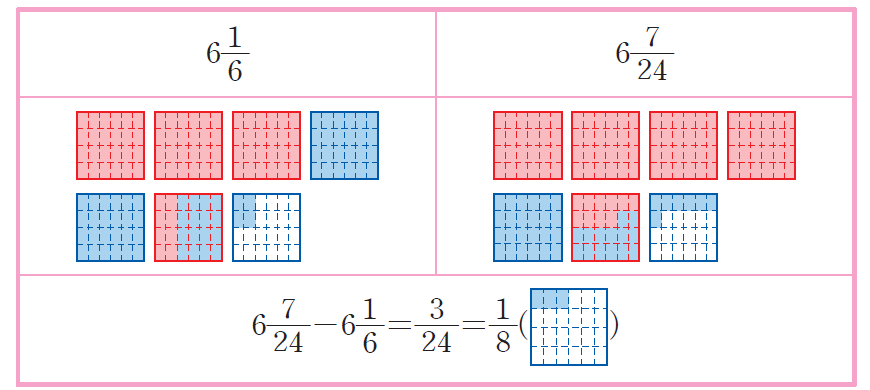 6 1/6
6 7/24
6 7/24 − 6 1/6 = 3/24 = 1/8 ( )